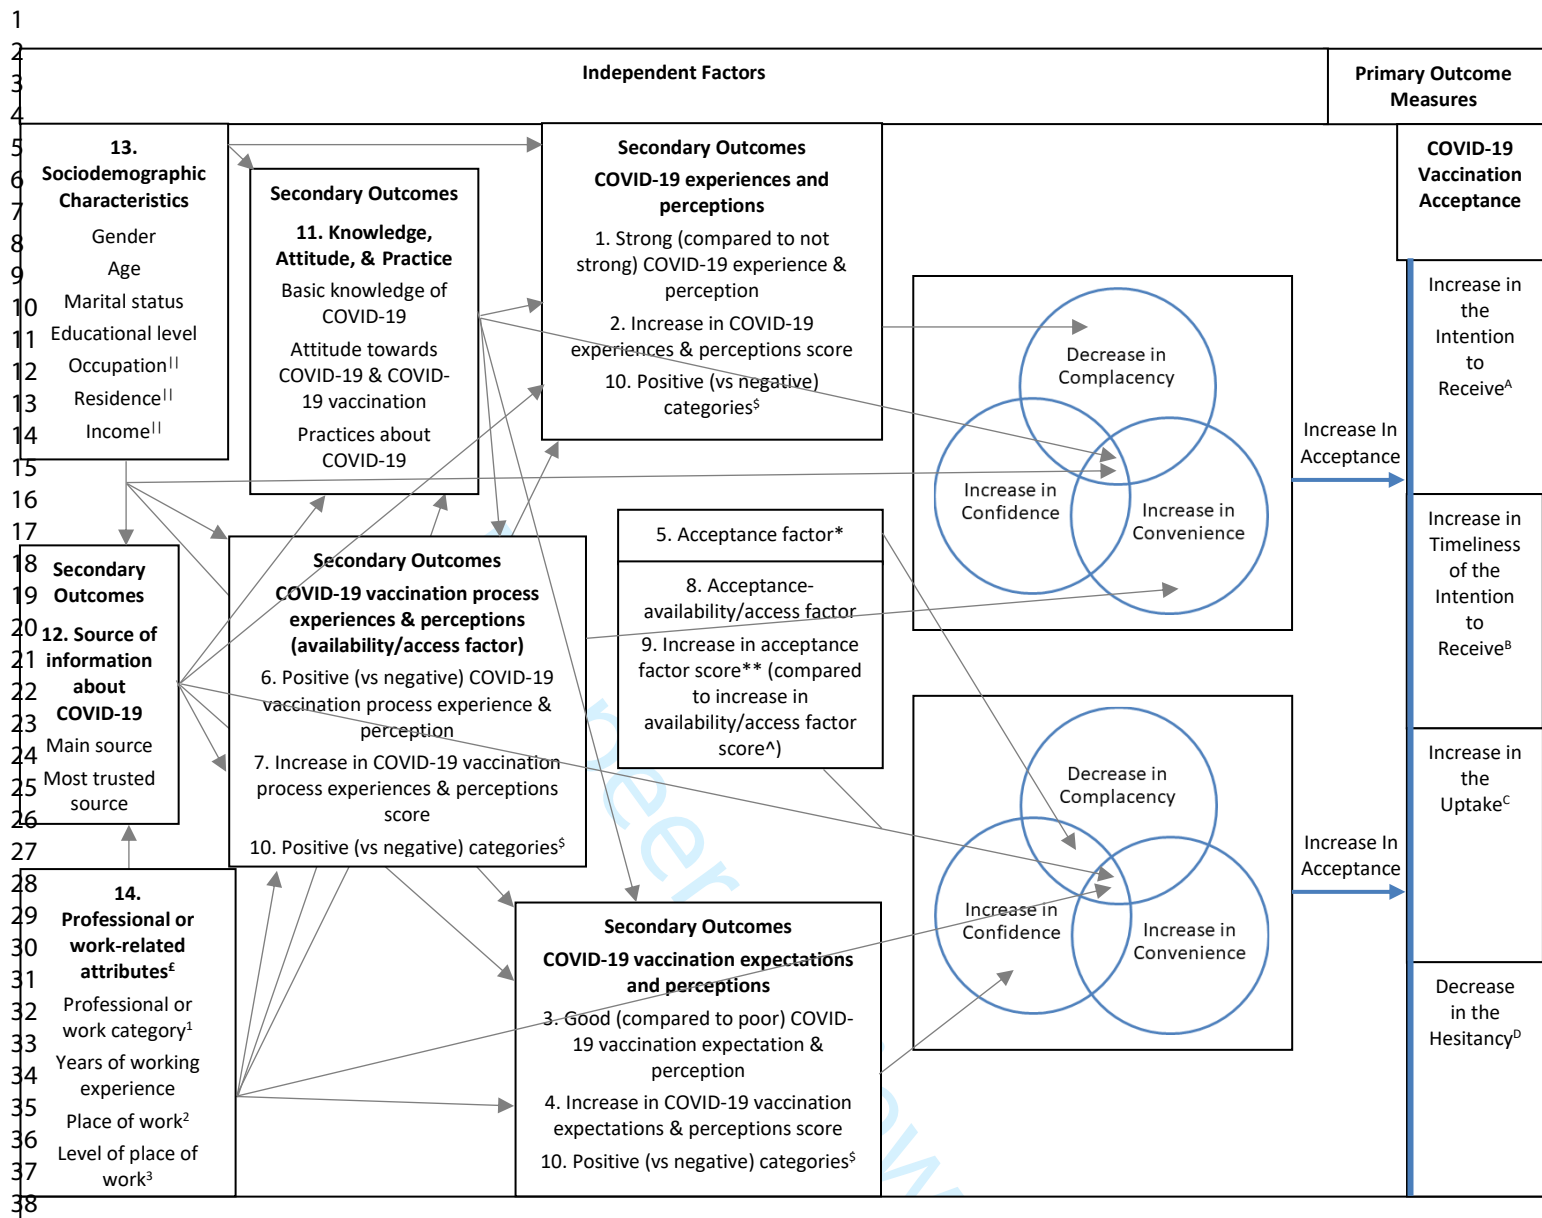 1
2
3
4
5
6
7
8
9
10
11
12
13
14
15
16
17
18
19
20
21
22
23
24
25
26
27
28
29
30
31
32
33
34
35
36
37
38
Independent Factors
Primary Outcome
Measures
13.
Sociodemographic
Characteristics
Gender
Age
Marital status
Educational level
Occupation||
Residence||
Income||
Secondary Outcomes
11. Knowledge,
Attitude, & Practice
Basic knowledge of
COVID-19
Attitude towards
COVID-19 & COVID-
19 vaccination
Practices about
COVID-19
Secondary Outcomes
COVID-19 experiences and
perceptions
1. Strong (compared to not
strong) COVID-19 experience &
perception
2. Increase in COVID-19
experiences & perceptions score
10. Positive (vs negative)
categories$
Decrease in
Complacency
Increase in
Confidence
Increase in
Convenience
Increase In
Acceptance
COVID-19
Vaccination
Acceptance
Increase in
the
Intention
to
Receive^A
Increase in
Timeliness
of the
Intention
to
Receive^B
Increase in
the
Uptake^C
Decrease
in the
Hesitancy^D
Secondary
Outcomes
12. Source of
information
about
COVID-19
Main source
Most trusted
source
Secondary Outcomes
COVID-19 vaccination process
experiences & perceptions
(availability/access factor)
6. Positive (vs negative) COVID-19
vaccination process experience &
perception
7. Increase in COVID-19 vaccination
process experiences & perceptions
score
10. Positive (vs negative) categories$
5. Acceptance factor*
8. Acceptance-
availability/access factor
9. Increase in acceptance
factor score** (compared
to increase in
availability/access factor
score^)
Decrease in
Complacency
Increase in
Confidence
Increase in
Convenience
Increase In
Acceptance
14.
Professional or
work-related
attributes£
Professional or
work category1
Years of working
experience
Place of work2
Level of place of
work3
Secondary Outcomes
COVID-19 vaccination expectations
and perceptions
3. Good (compared to poor) COVID-
19 vaccination expectation &
perception
4. Increase in COVID-19 vaccination
expectations & perceptions score
10. Positive (vs negative) categories$
peer